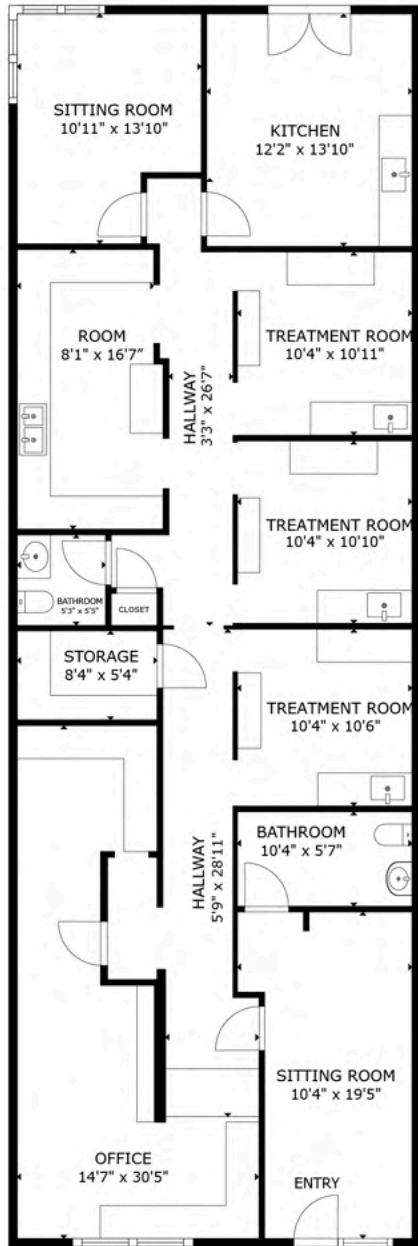 SITTING ROOM
10'11" x 13'10"
KITCHEN
12'2" x 13'10"
ROOM
8'1" x 16'7"
HALLWAY
3'3" x 26'7"
TREATMENT ROOM
10'4" x 10'11"
TREATMENT ROOM
10'4" x 10'10"
BATHROOM
5'3" x 5'5"
CLOSET
STORAGE
8'4" x 5'4"
TREATMENT ROOM
10'4" x 10'6"
BATHROOM
10'4" x 5'7"
HALLWAY
5'9" x 28'11"
SITTING ROOM
10'4" x 19'5"
OFFICE
14'7" x 30'5"
ENTRY